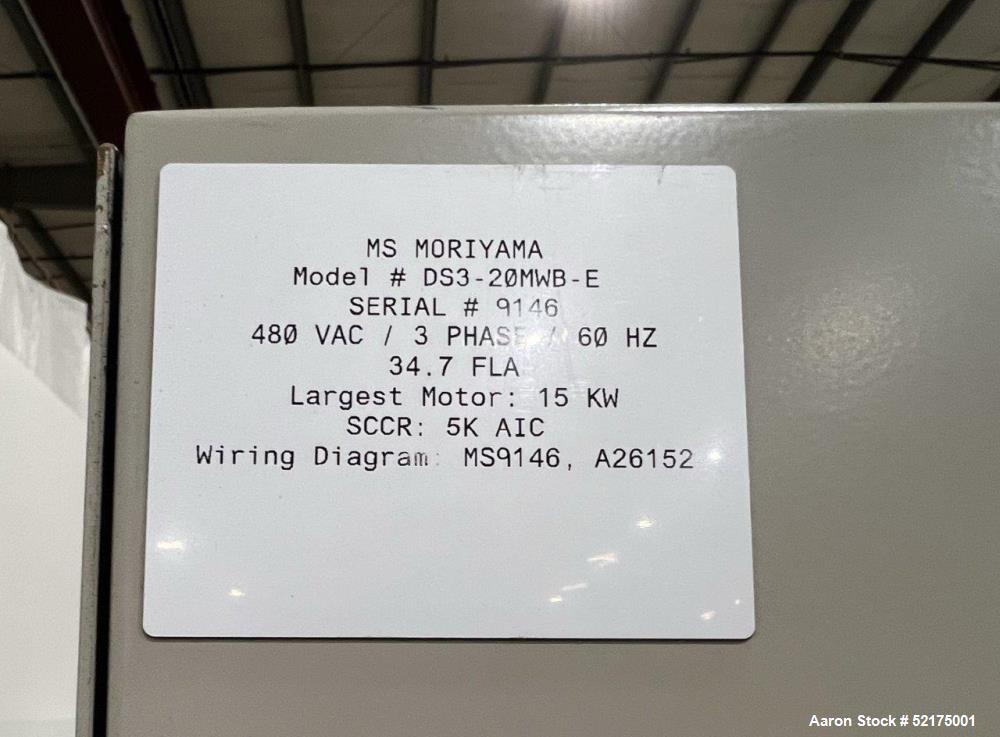 MS MORIYAMA
Model # DS3-20MWB-E
SERIAL # 9146
480 VAC / 3 PHASE / 60 HZ
34.7 FLA
Largest Motor: 15 KW
SCCR: 5K AIC
Wiring Diagram: MS9146, A26152
Aaron Stock # 52175001